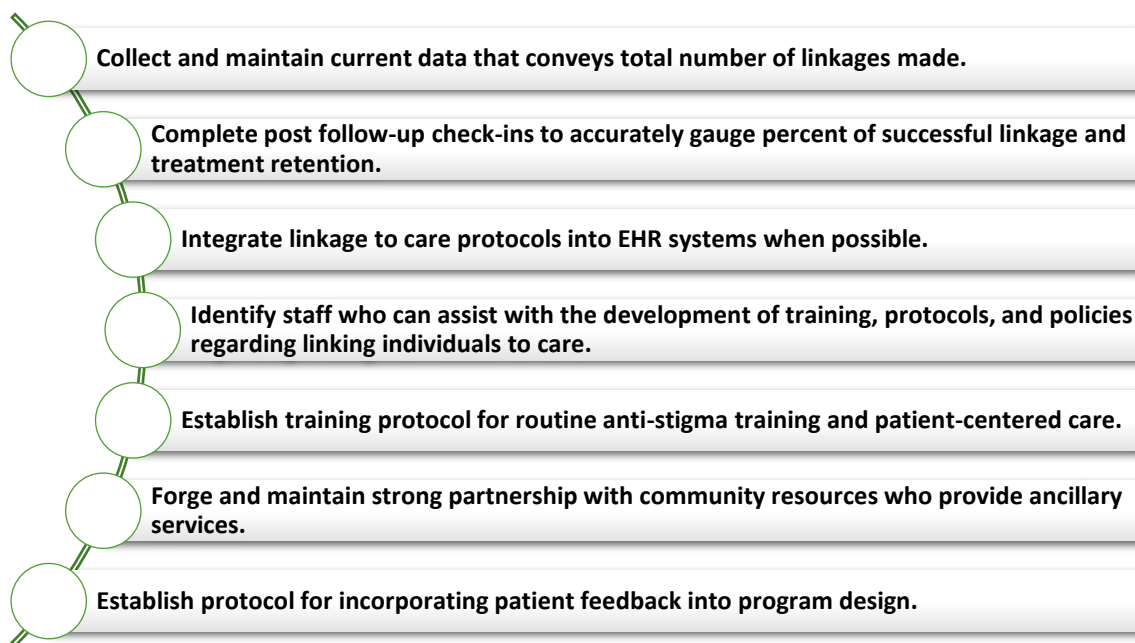 Collect and maintain current data that conveys total number of linkages made.
Complete post follow-up check-ins to accurately gauge percent of successful linkage and
treatment retention.
Integrate linkage to care protocols into EHR systems when possible.
Identify staff who can assist with the development of training, protocols, and policies
regarding linking individuals to care.
Establish training protocol for routine anti-stigma training and patient-centered care.
Forge and maintain strong partnership with community resources who provide ancillary
services.
Establish protocol for incorporating patient feedback into program design.